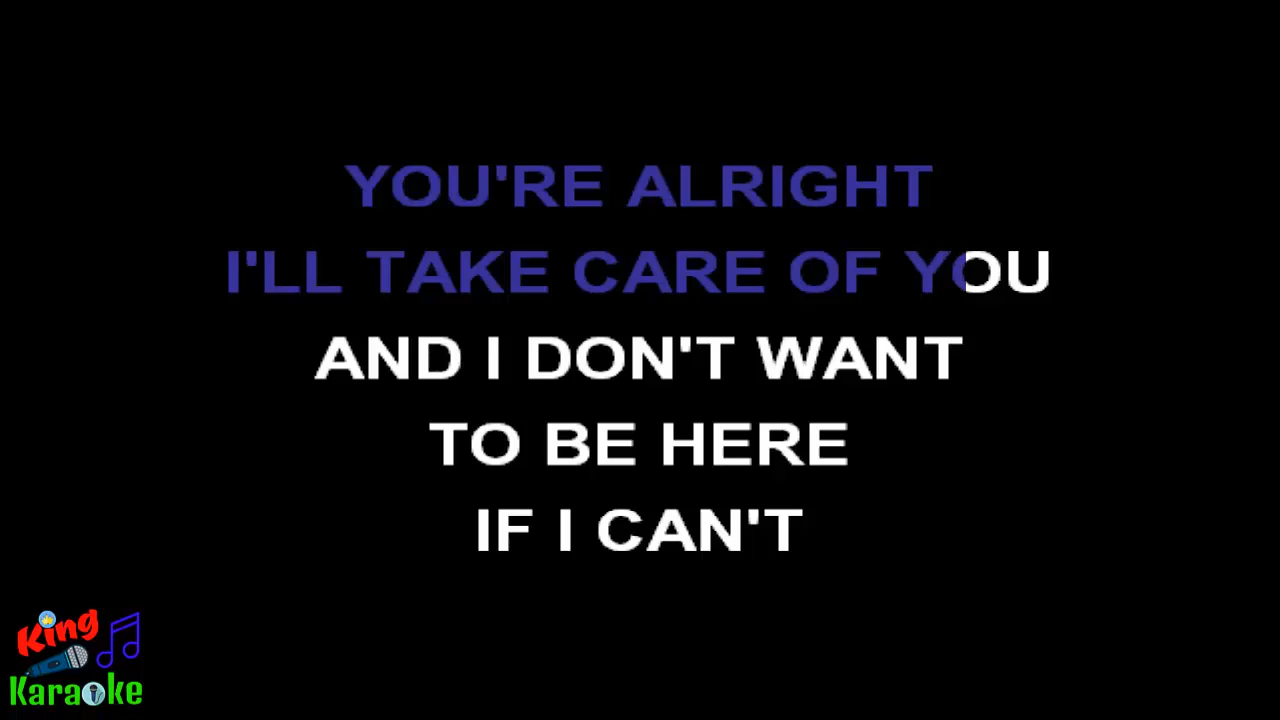 YOU'RE ALRIGHT
I'LL TAKE CARE OF YOU
AND I DON'T WANT
TO BE HERE
IF I CAN'T
King
Karaoke